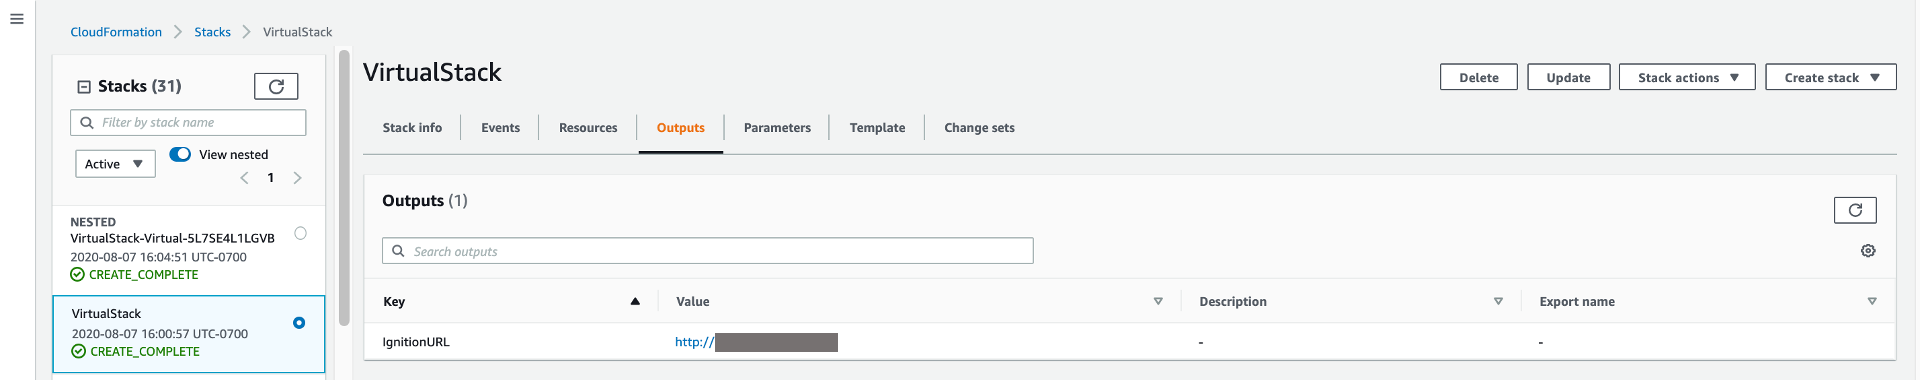 CloudFormation > Stacks > VirtualStack
Stacks (31)
Filter by stack name
Active
View nested
1
NESTED
VirtualStack-Virtual-5L7SE4L1LGVB
2020-08-07 16:04:51 UTC-0700
CREATE_COMPLETE
VirtualStack
2020-08-07 16:00:57 UTC-0700
CREATE_COMPLETE
VirtualStack
Delete Update Stack actions Create stack
Stack info Events Resources Outputs Parameters Template Change sets
Outputs (1)
Search outputs
Key Value Description Export name
IgnitionURL http:// - -